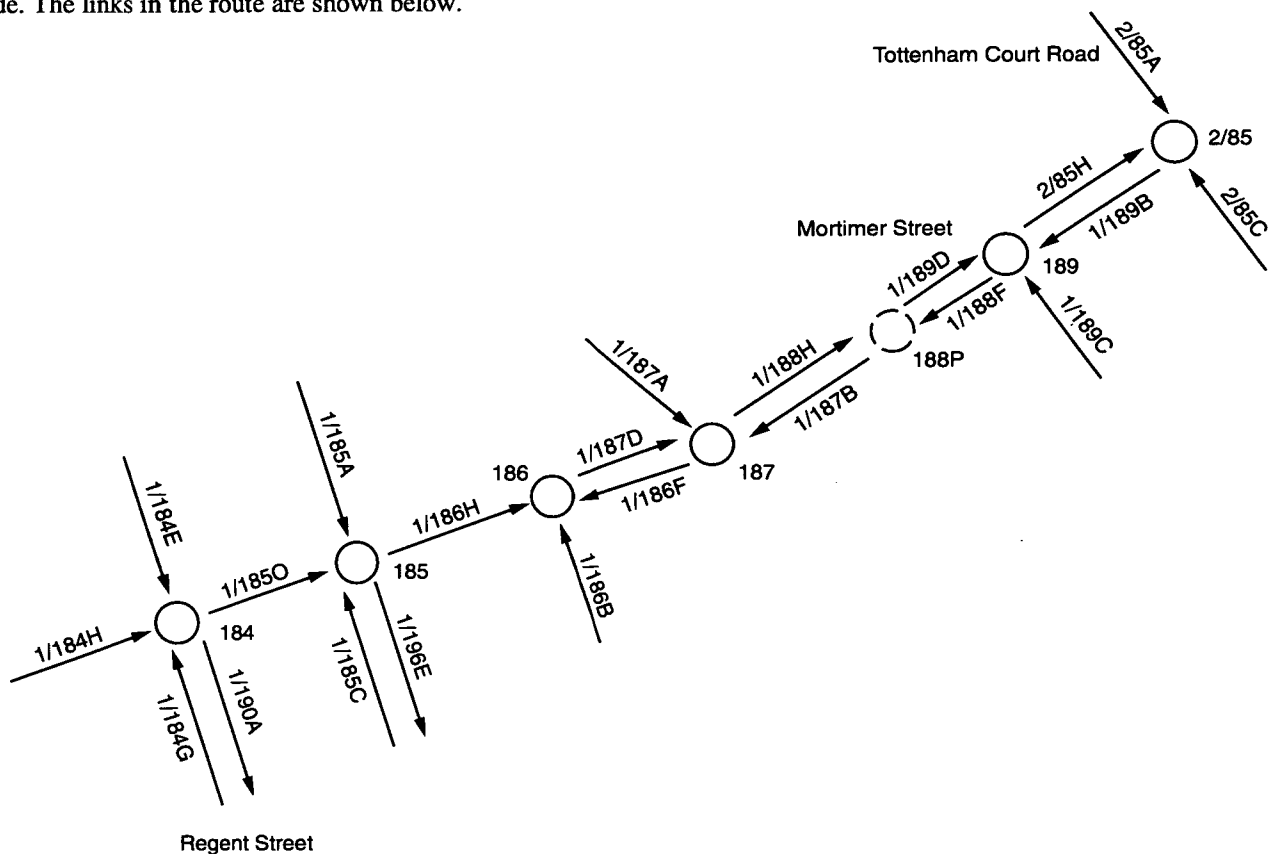 de. The links in the route are shown below.
Tottenham Court Road
2/85A
2/85
2/85H
1/189B
2/85C
Mortimer Street
1/189D
189
1/188F
1/189C
188P
1/187A
1/188H
1/187B
1/185A
186
1/187D
187
1/186F
1/184E
1/186H
1/186B
1/185O
185
1/184H
184
1/185C
1/196E
1/184G
1/190A
Regent Street